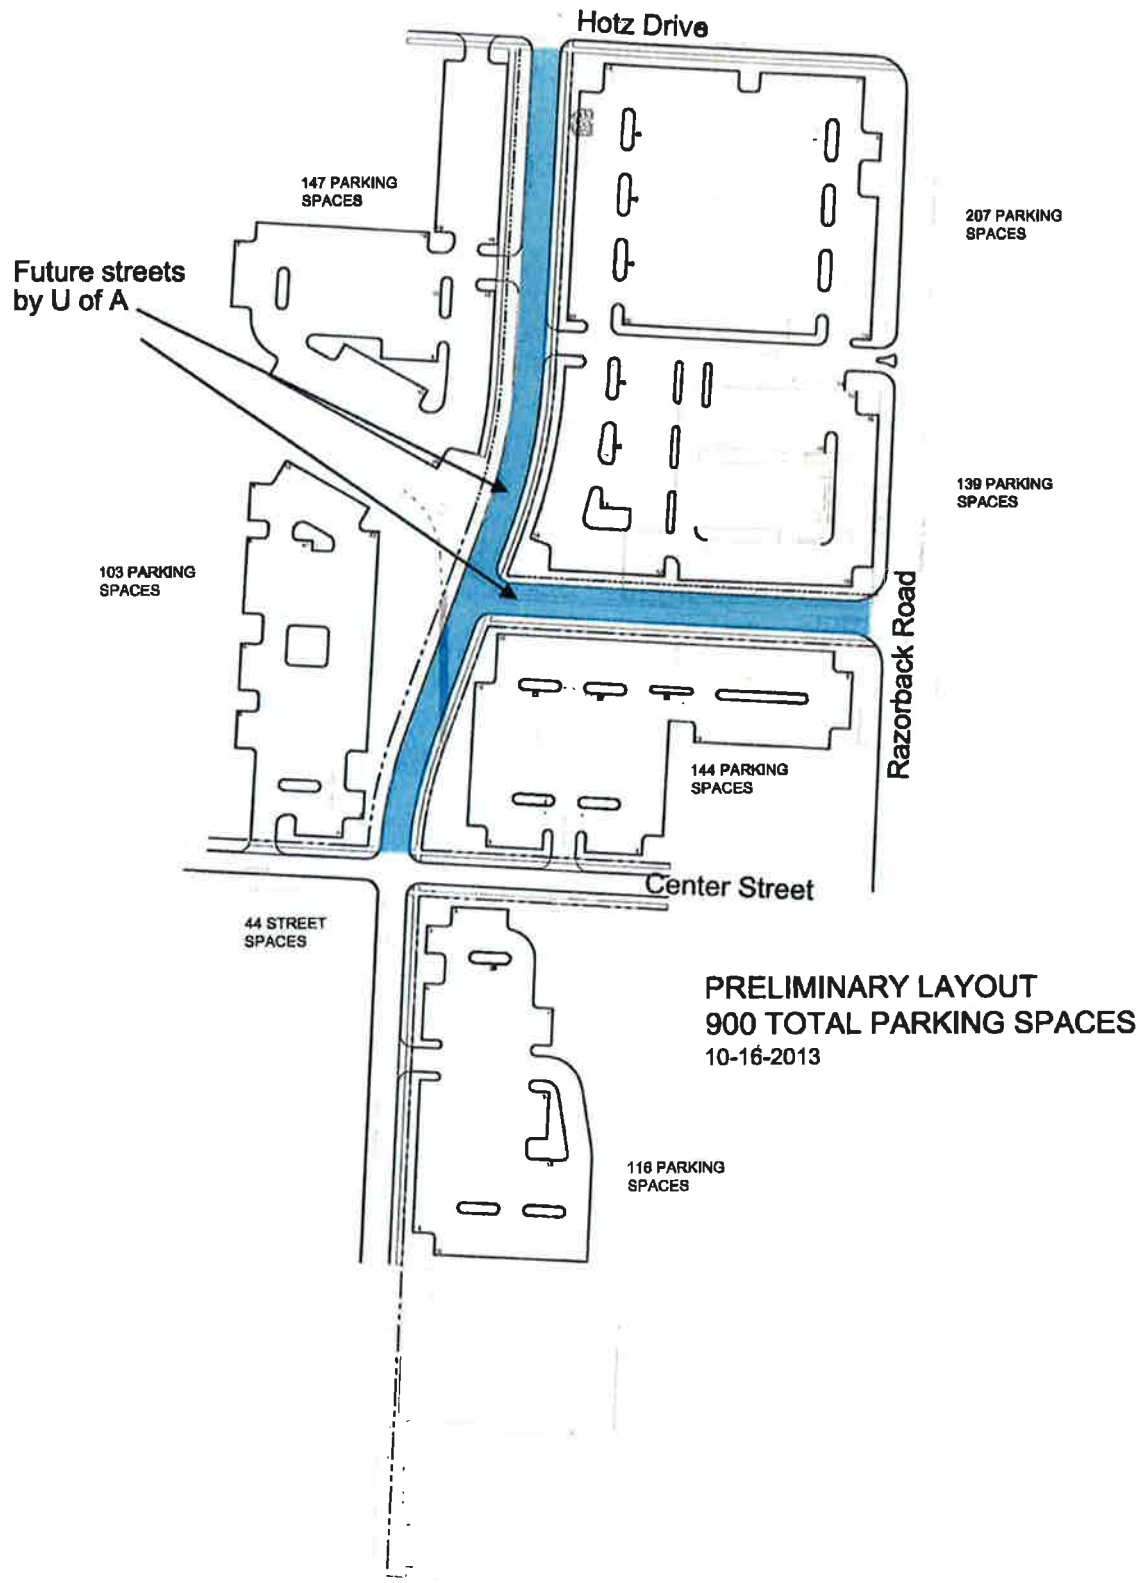 Hotz Drive
147 PARKING
SPACES
207 PARKING
SPACES
Future streets
by U of A
139 PARKING
SPACES
103 PARKING
SPACES
Razorback Road
144 PARKING
SPACES
Center Street
44 STREET
SPACES
PRELIMINARY LAYOUT
900 TOTAL PARKING SPACES
10-16-2013
116 PARKING
SPACES